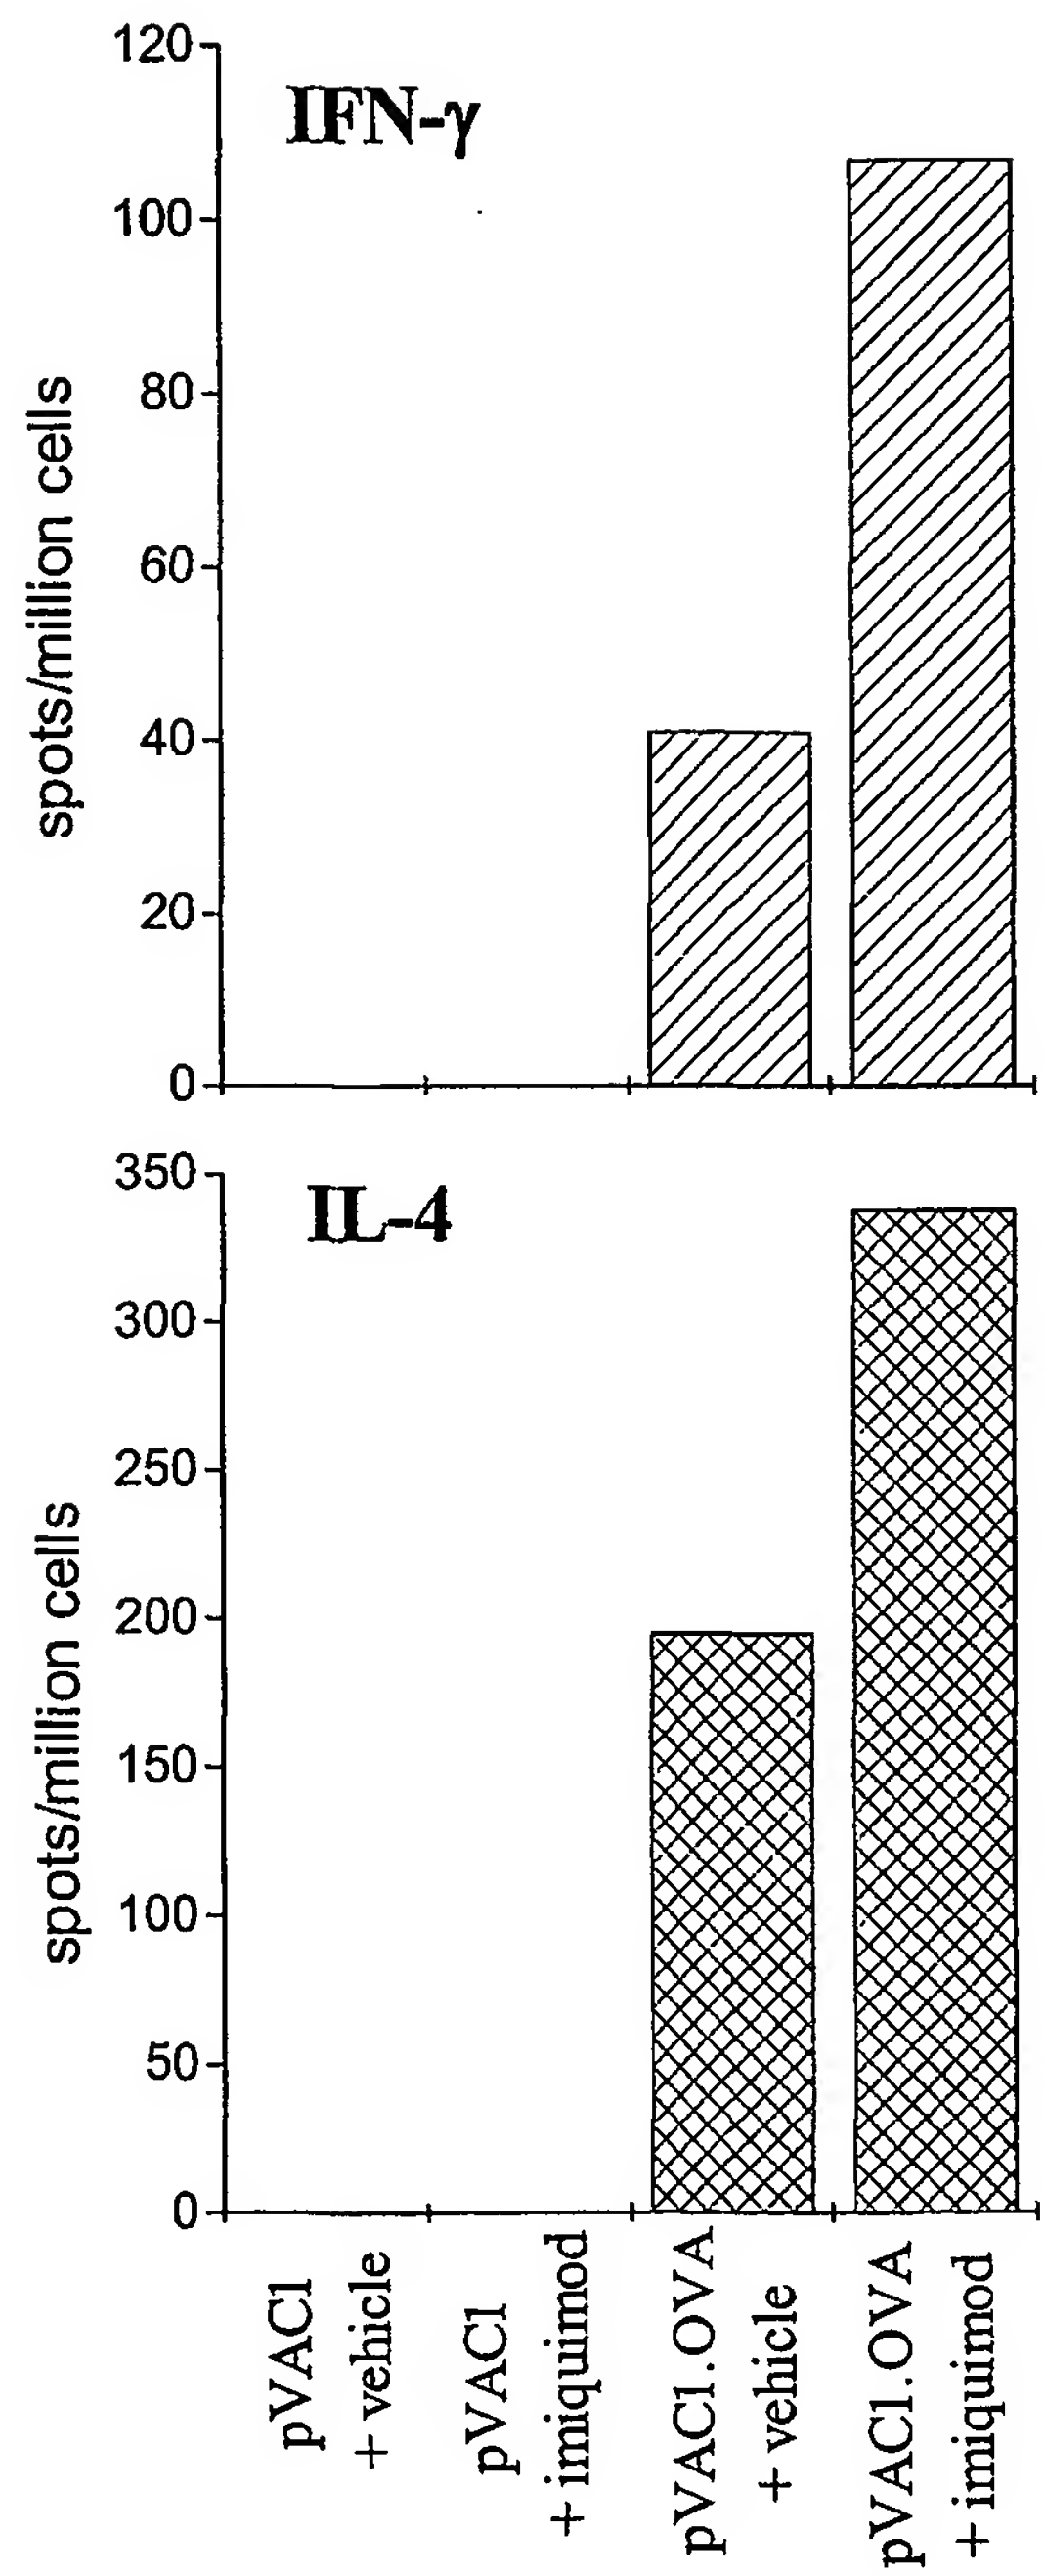 IFN-γ
spots/million cells
120
100
80
60
40
20
0
IL-4
spots/million cells
350
300
250
200
150
100
50
0
pVAC1
+ vehicle
pVAC1
+ imiquimod
pVAC1.OVA
+ vehicle
pVAC1.OVA
+ imiquimod